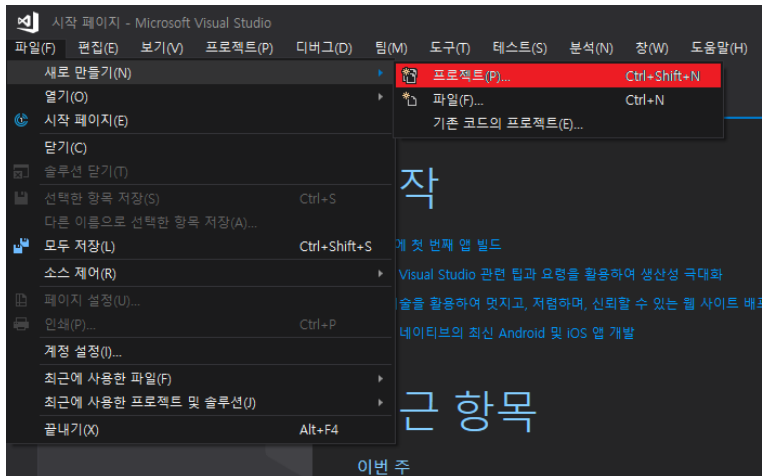 시작 페이지 - Microsoft Visual Studio
파일(F) 편집(E) 보기(V) 프로젝트(P) 디버그(D) 팀(M) 도구(T) 테스트(S) 분석(N) 창(W) 도움말(H)
새로 만들기(N)
프로젝트(P)... Ctrl+Shift+N
열기(O)
파일(F)... Ctrl+N
시작 페이지(E)
기존 코드의 프로젝트(E)...
닫기(C)
솔루션 닫기(T)
작
선택한 항목 저장(S) Ctrl+S
다른 이름으로 선택한 항목 저장(A)...
모두 저장(L) Ctrl+Shift+S
에 첫 번째 앱 빌드
소스 제어(R)
Visual Studio 관련 팁과 요령을 활용하여 생산성 극대화
페이지 설정(U)...
술을 활용하여 멋지고, 저렴하며, 신뢰할 수 있는 웹 사이트 배포
인쇄(P)... Ctrl+P
네이티브의 최신 Android 및 iOS 앱 개발
계정 설정(I)...
최근에 사용한 파일(F)
최근에 사용한 프로젝트 및 솔루션(J)
근 항목
끝내기(X) Alt+F4
이번 주